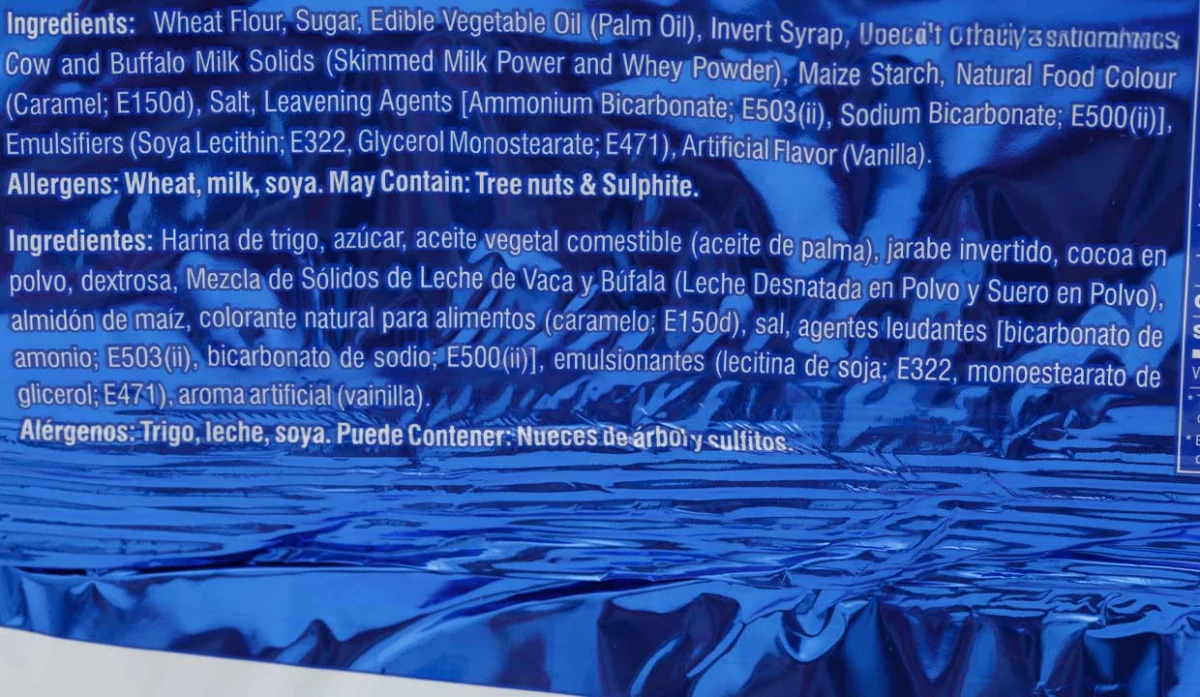 Ingredients: Wheat Flour, Sugar, Edible Vegetable Oil (Palm Oil), Invert Syrap,
Cow and Buffalo Milk Solids (Skimmed Milk Power and Whey Powder), Maize Starch, Natural Food Colour
(Caramel; E150d), Salt, Leavening Agents [Ammonium Bicarbonate; E503(ii), Sodium Bicarbonate; E500(ii)],
Emulsifiers (Soya Lecithin; E322, Glycerol Monostearate; E471), Artificial Flavor (Vanilla).
Allergens: Wheat, milk, soya. May Contain: Tree nuts & Sulphite.
Ingredientes: Harina de trigo, azúcar, aceite vegetal comestible (aceite de palma), jarabe invertido, cocoa en
polvo, dextrosa, Mezcla de Sólidos de Leche de Vaca y Búfala (Leche Desnatada en Polvo y Suero en Polvo),
almidón de maíz, colorante natural para alimentos (caramelo; E150d), sal, agentes leudantes [bicarbonato de
amonio; E503(ii), bicarbonato de sodio; E500(ii)], emulsionantes (lecitina de soja; E322, monoestearato de
glicerol; E471), aroma artificial (vainilla).
Alérgenos: Trigo, leche, soya. Puede Contener: Nueces de arbol y sulfitos.